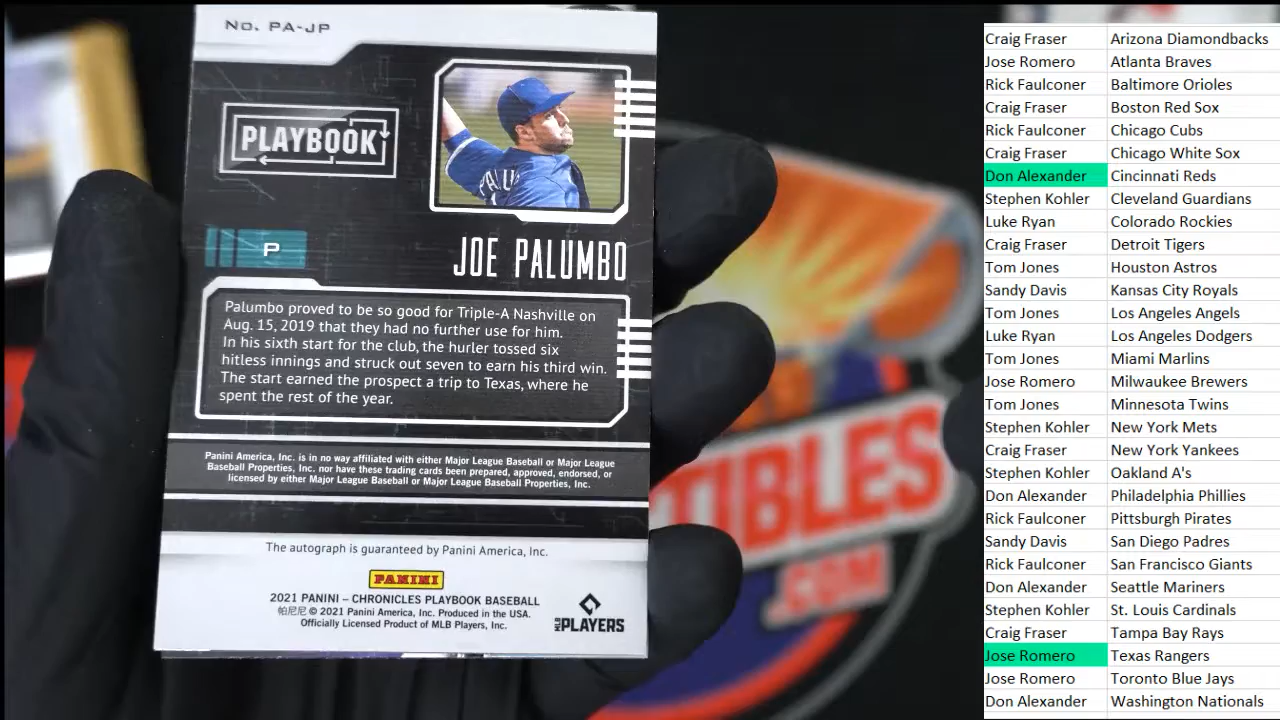 No. PA-JP
PLAYBOOK
P
JOE PALUMBO
Palumbo proved to be so good for Triple-A Nashville on
Aug. 15, 2019 that they had no further use for him.
In his sixth start for the club, the hurler tossed six
hitless innings and struck out seven to earn his third win.
The start earned the prospect a trip to Texas, where he
spent the rest of the year.
Panini America, Inc. is in no way affiliated with either Major League Baseball or Major League
Baseball Properties, Inc. nor have these trading cards been prepared, approved, endorsed, or
licensed by either Major League Baseball or Major League Baseball Properties, Inc.
The autograph is guaranteed by Panini America, Inc.
PANINI
2021 PANINI – CHRONICLES PLAYBOOK BASEBALL
帕尼尼 © 2021 Panini America, Inc. Produced in the USA.
Officially Licensed Product of MLB Players, Inc.
MLB PLAYERS
Craig Fraser Arizona Diamondbacks
Jose Romero Atlanta Braves
Rick Faulconer Baltimore Orioles
Craig Fraser Boston Red Sox
Rick Faulconer Chicago Cubs
Craig Fraser Chicago White Sox
Don Alexander Cincinnati Reds
Stephen Kohler Cleveland Guardians
Luke Ryan Colorado Rockies
Craig Fraser Detroit Tigers
Tom Jones Houston Astros
Sandy Davis Kansas City Royals
Tom Jones Los Angeles Angels
Luke Ryan Los Angeles Dodgers
Tom Jones Miami Marlins
Jose Romero Milwaukee Brewers
Tom Jones Minnesota Twins
Stephen Kohler New York Mets
Craig Fraser New York Yankees
Stephen Kohler Oakland A's
Don Alexander Philadelphia Phillies
Rick Faulconer Pittsburgh Pirates
Sandy Davis San Diego Padres
Rick Faulconer San Francisco Giants
Don Alexander Seattle Mariners
Stephen Kohler St. Louis Cardinals
Craig Fraser Tampa Bay Rays
Jose Romero Texas Rangers
Jose Romero Toronto Blue Jays
Don Alexander Washington Nationals